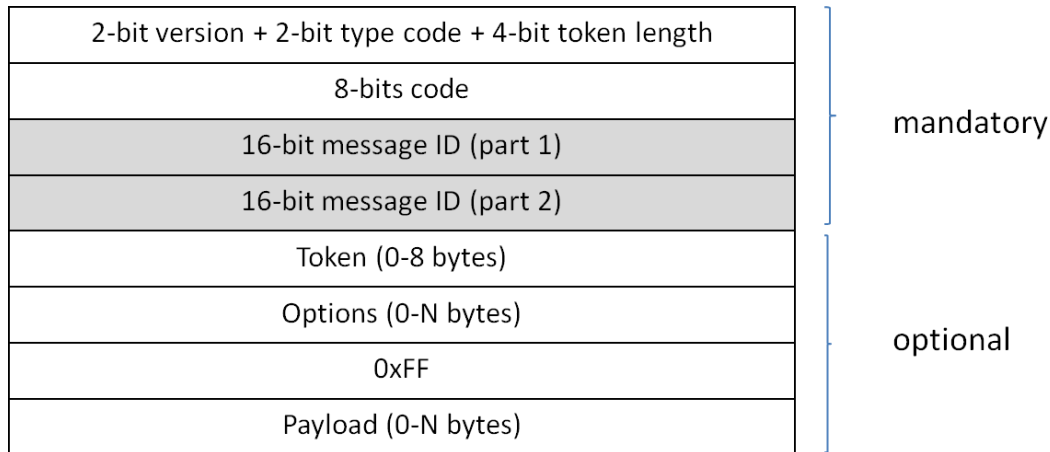 2-bit version + 2-bit type code + 4-bit token length
8-bits code
16-bit message ID (part 1)
16-bit message ID (part 2)
mandatory
Token (0-8 bytes)
Options (0-N bytes)
0xFF
Payload (0-N bytes)
optional